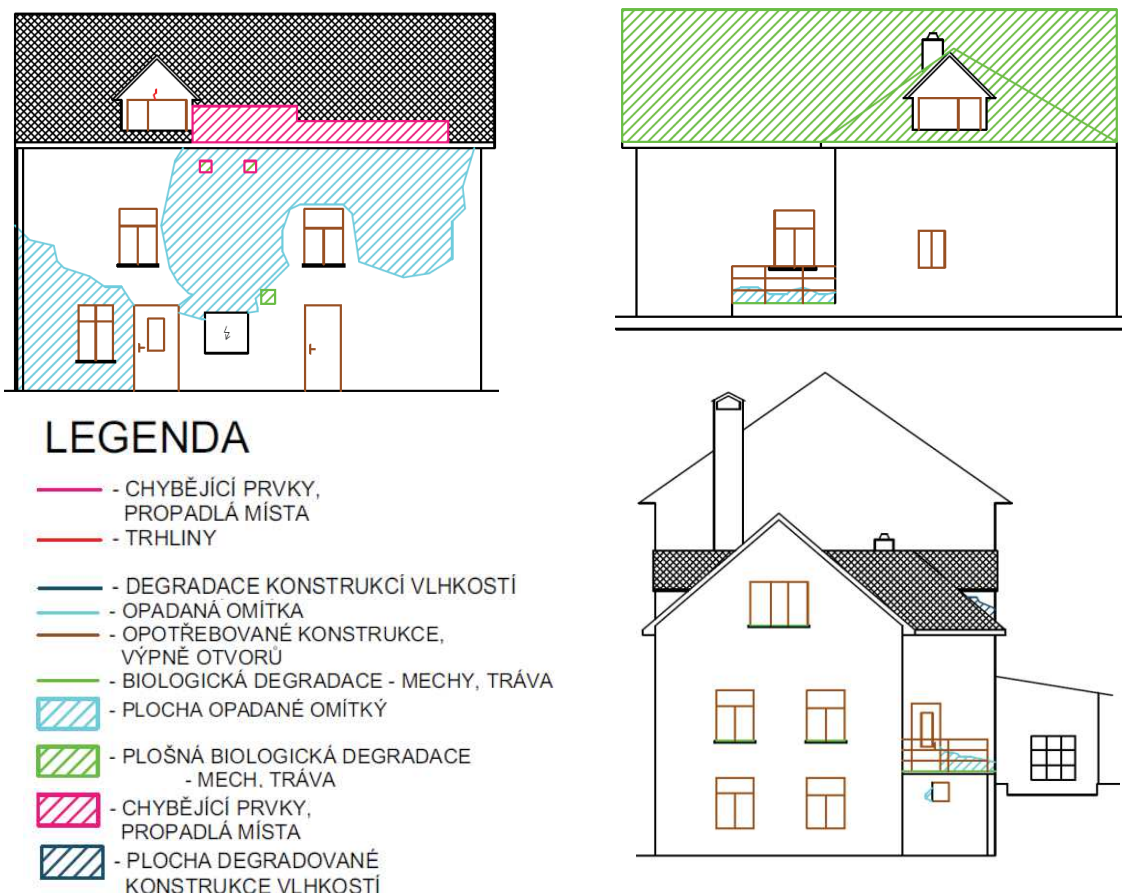 LEGENDA
- CHYBĚJÍCÍ PRVKY,
PROPADLÁ MÍSTA
- TRHLINY
- DEGRADACE KONSTRUKCÍ VLHKOSTÍ
- OPADANÁ OMÍTKA
- OPOTŘEBOVANÉ KONSTRUKCE,
VÝPNĚ OTVORŮ
- BIOLOGICKÁ DEGRADACE - MECHY, TRÁVA
- PLOCHA OPADANÉ OMÍTKÝ
- PLOŠNÁ BIOLOGICKÁ DEGRADACE
- MECH, TRÁVA
- CHYBĚJÍCÍ PRVKY,
PROPADLÁ MÍSTA
- PLOCHA DEGRADOVANÉ
KONSTRUKCE VLHKOSTÍ